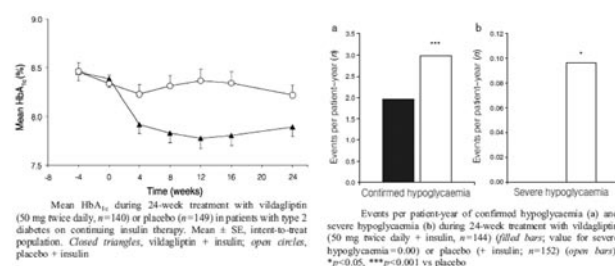 9.0
8.5
8.0
7.5
Mean HbA1c(%)
-8 -4 0 4 8 12 16 20 24 28
Time (weeks)
Mean HbA1c during 24-week treatment with vildagliptin
(50 mg twice daily, n=140) or placebo (n=149) in patients with type 2
diabetes on continuing insulin therapy. Mean ± SE, intent-to-treat
population. Closed triangles, vildagliptin + insulin; open circles,
placebo + insulin
a
3.5
3.0
2.5
2.0
1.5
1.0
0.5
0.0
Events per patient-year (n)
***
Confirmed hypoglycaemia
b
0.12
0.10
0.08
0.06
0.04
0.02
0.00
Events per patient-year (n)
*
Severe hypoglycaemia
Events per patient-year of confirmed hypoglycaemia (a) and
severe hypoglycaemia (b) during 24-week treatment with vildagliptin
(50 mg twice daily + insulin, n=144) (filled bars; value for severe
hypoglycaemia=0.00) or placebo (+ insulin; n=152) (open bars).
*p<0.05, ***p<0.001 vs placebo